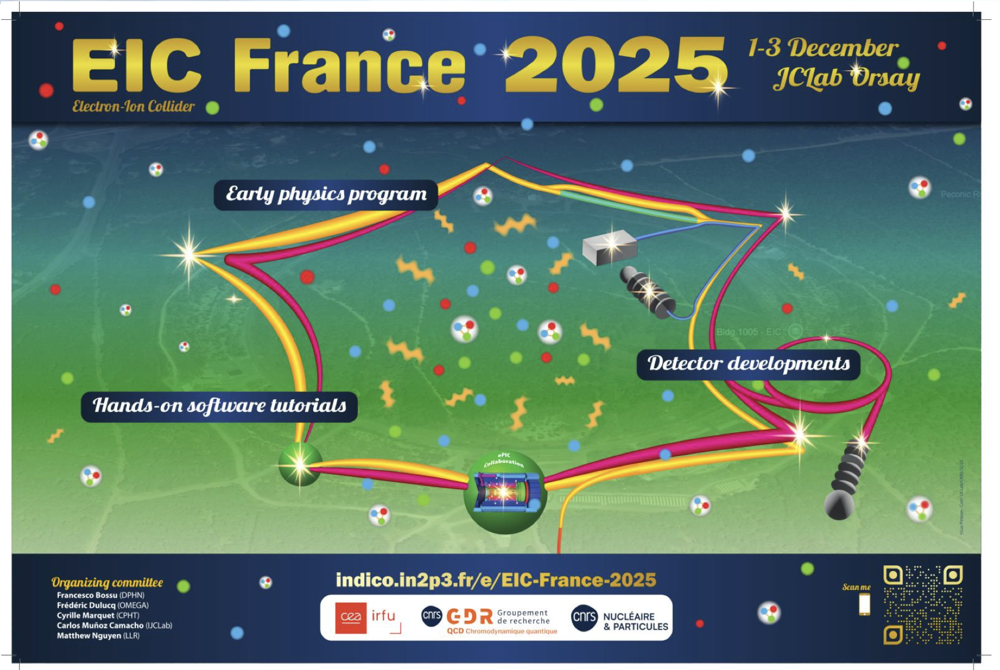 EIC France 2025
1-3 December
IJCLab Orsay
Electron-Ion Collider
Early physics program
Peconic Ri
Bldg 1005 - EIC
Detector developments
Hands-on software tutorials
ePIC
Collaboration
Organizing committee
Francesco Bossu (DPHN)
Frédéric Dulucq (OMEGA)
Cyrille Marquet (CPHT)
Carlos Muñoz Camacho (IJCLab)
Matthew Nguyen (LLR)
indico.in2p3.fr/e/EIC-France-2025
cea irfu
cnrs GDR Groupement
de recherche
QCD Chromodynamique quantique
cnrs NUCLÉAIRE
& PARTICULES
Scan me